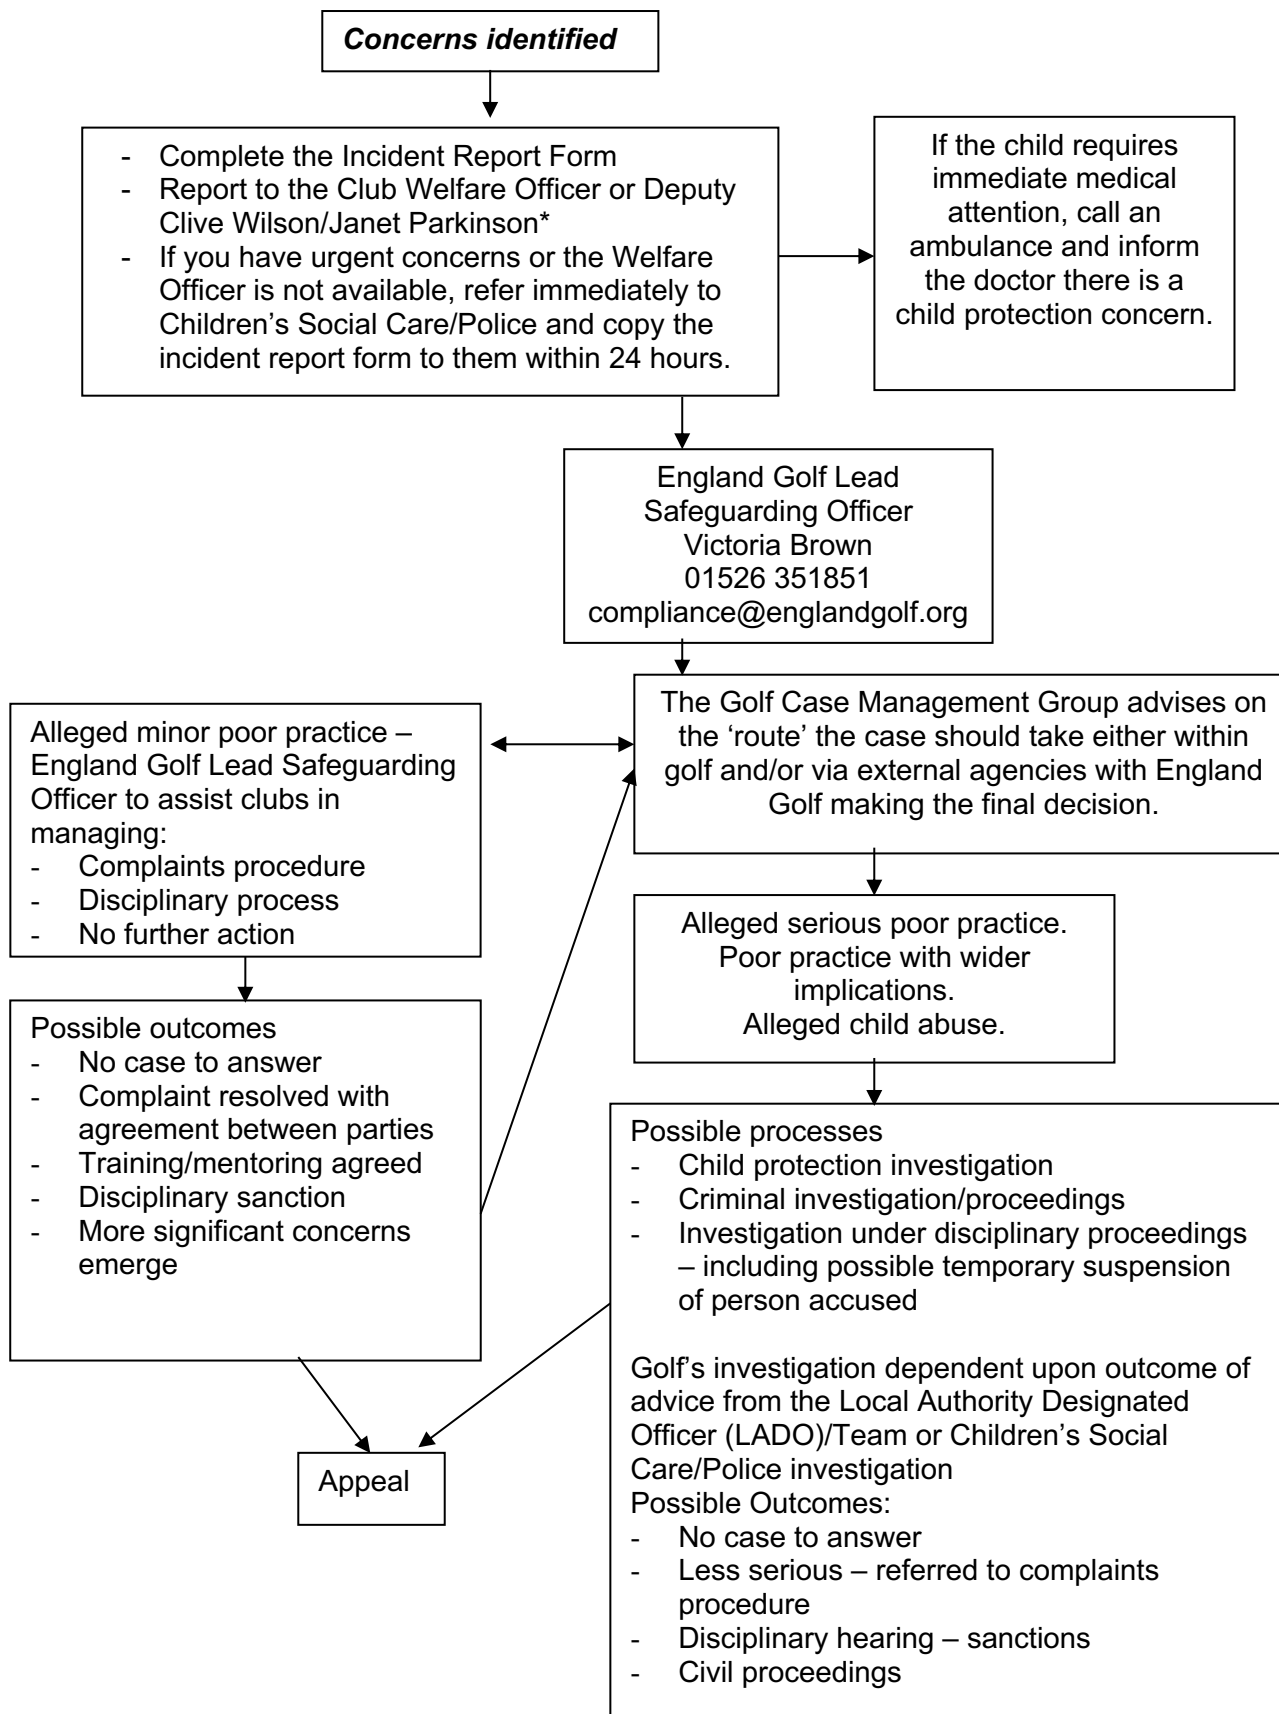 Concerns identified
- Complete the Incident Report Form
- Report to the Club Welfare Officer or Deputy
Clive Wilson/Janet Parkinson*
- If you have urgent concerns or the Welfare
Officer is not available, refer immediately to
Children’s Social Care/Police and copy the
incident report form to them within 24 hours.
If the child requires
immediate medical
attention, call an
ambulance and inform
the doctor there is a
child protection concern.
England Golf Lead
Safeguarding Officer
Victoria Brown
01526 351851
compliance@englandgolf.org
The Golf Case Management Group advises on
the ‘route’ the case should take either within
golf and/or via external agencies with England
Golf making the final decision.
Alleged minor poor practice –
England Golf Lead Safeguarding
Officer to assist clubs in
managing:
- Complaints procedure
- Disciplinary process
- No further action
Alleged serious poor practice.
Poor practice with wider
implications.
Alleged child abuse.
Possible outcomes
- No case to answer
- Complaint resolved with
agreement between parties
- Training/mentoring agreed
- Disciplinary sanction
- More significant concerns
emerge
Possible processes
- Child protection investigation
- Criminal investigation/proceedings
- Investigation under disciplinary proceedings
– including possible temporary suspension
of person accused
Golf’s investigation dependent upon outcome of
advice from the Local Authority Designated
Officer (LADO)/Team or Children’s Social
Care/Police investigation
Possible Outcomes:
- No case to answer
- Less serious – referred to complaints
procedure
- Disciplinary hearing – sanctions
- Civil proceedings
Appeal